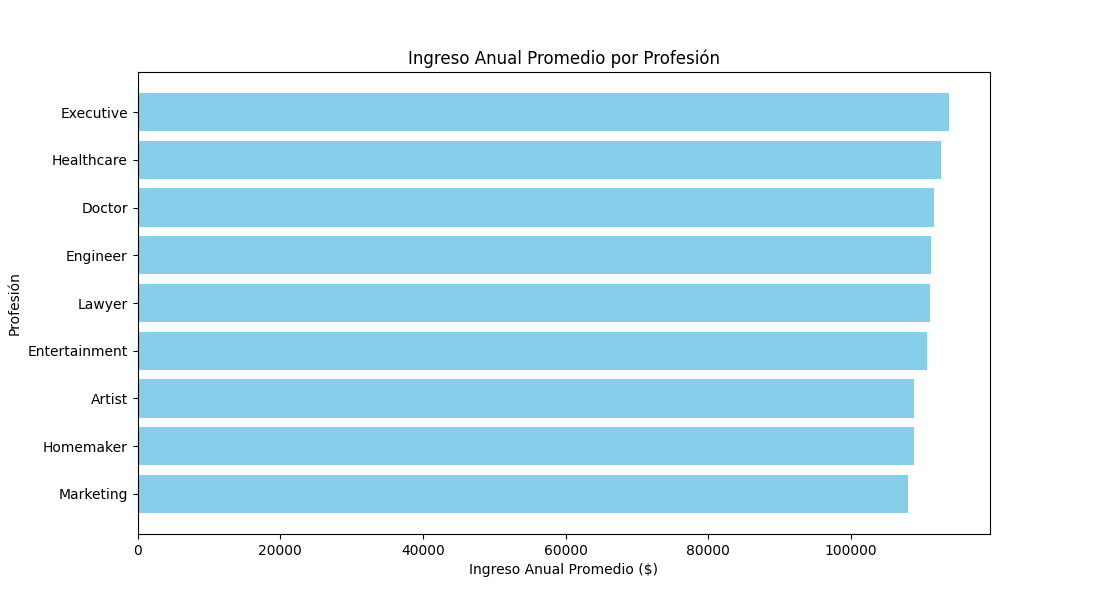 Ingreso Anual Promedio por Profesión
Executive
Healthcare
Doctor
Engineer
Lawyer
Entertainment
Artist
Homemaker
Marketing
Profesión
0 20000 40000 60000 80000 100000
Ingreso Anual Promedio ($)